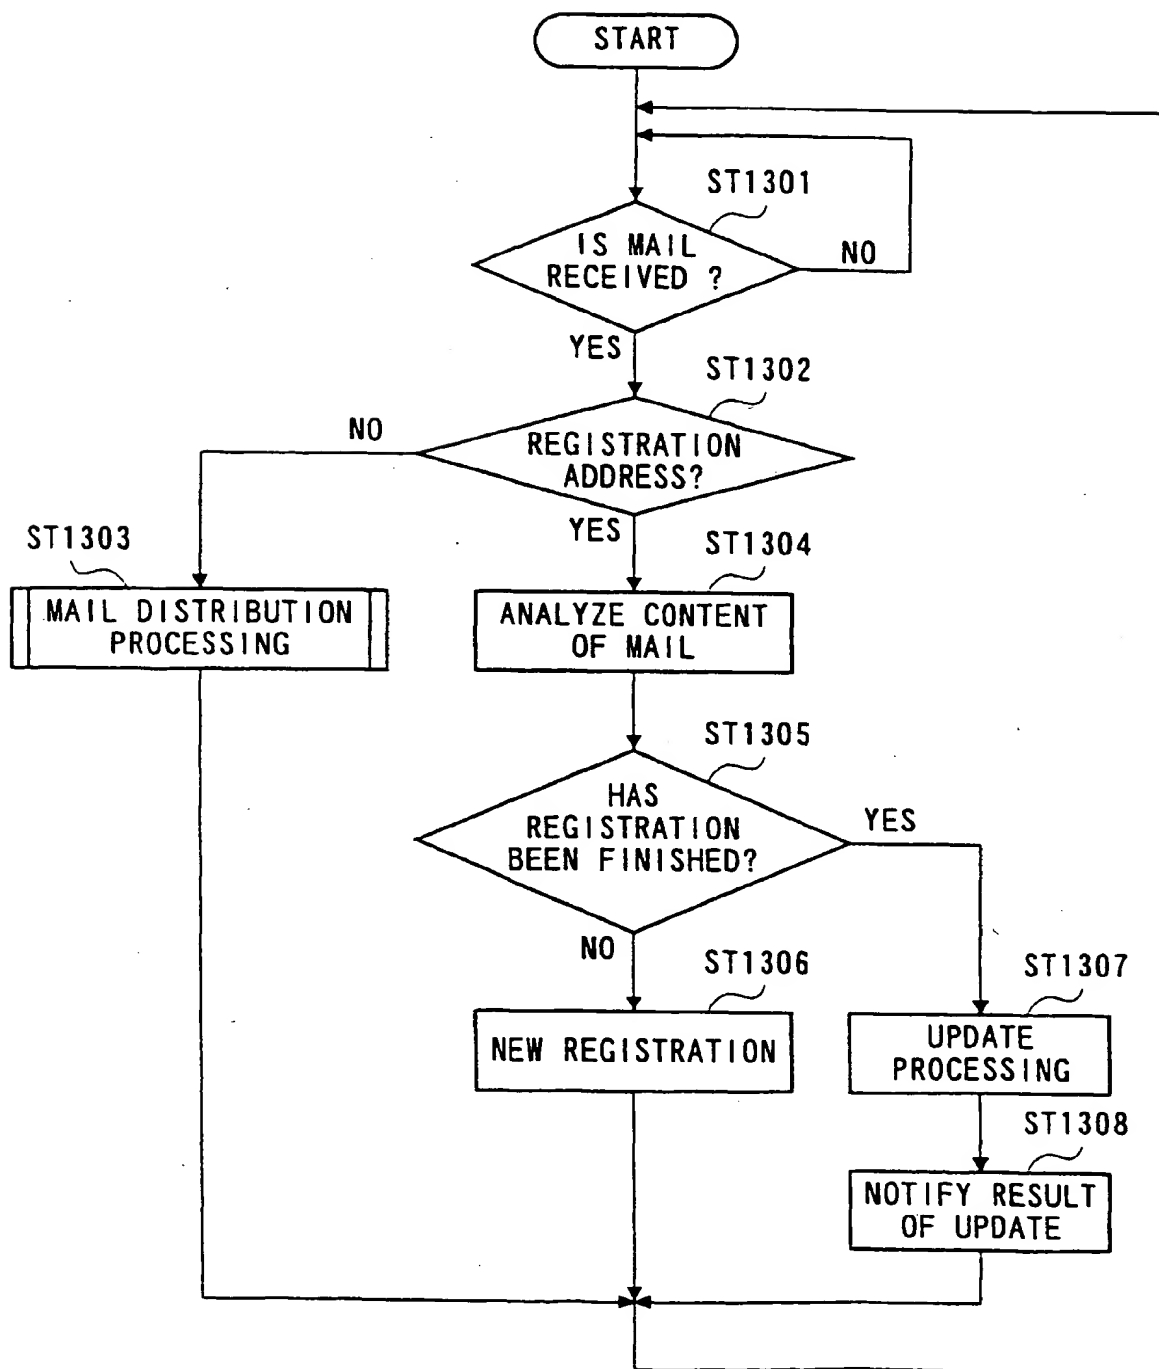 START
ST1301
IS MAIL
RECEIVED ?
NO
YES
ST1302
NO
REGISTRATION
ADDRESS?
YES
ST1303
ST1304
MAIL DISTRIBUTION
PROCESSING
ANALYZE CONTENT
OF MAIL
ST1305
HAS
REGISTRATION
BEEN FINISHED?
YES
NO
ST1306
ST1307
NEW REGISTRATION
UPDATE
PROCESSING
ST1308
NOTIFY RESULT
OF UPDATE